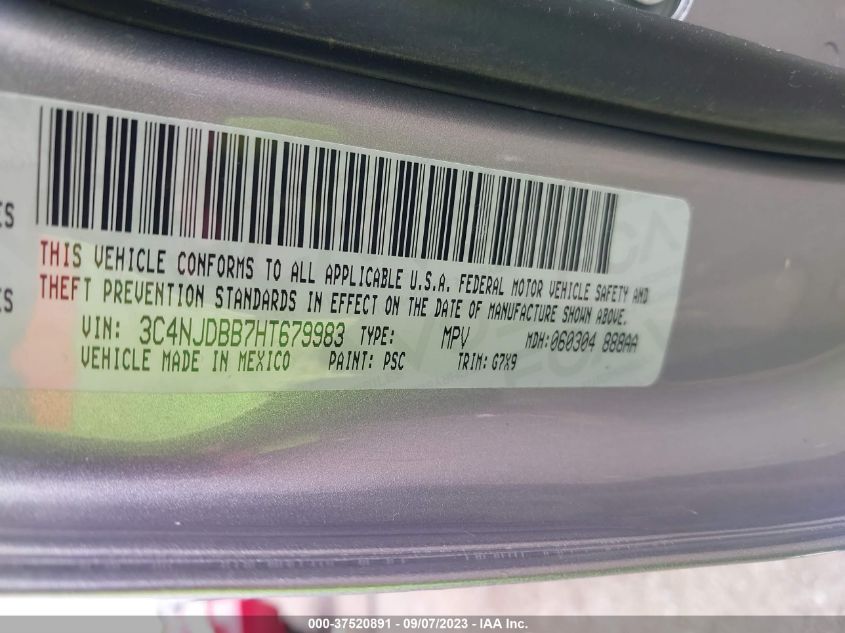 THIS VEHICLE CONFORMS TO ALL APPLICABLE U.S.A. FEDERAL MOTOR VEHICLE SAFETY AND
THEFT PREVENTION STANDARDS IN EFFECT ON THE DATE OF MANUFACTURE SHOWN ABOVE.
VIN: 3C4NJDBB7HT679983 TYPE: MPV MDH:060304 888AA
VEHICLE MADE IN MEXICO PAINT: PSC TRIM: G7X9
000-37520891 - 09/07/2023 - IAA Inc.